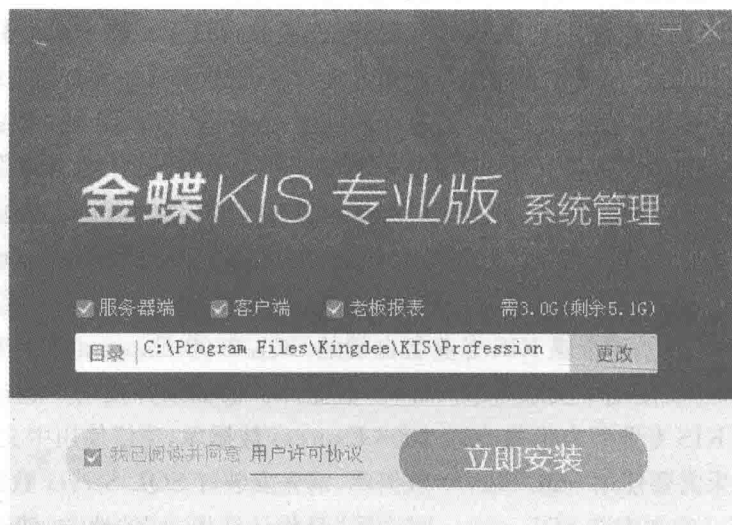 金蝶KIS 专业版 系统管理
服务器端 客户端 老板报表 需3.0G(剩余5.1G)
目录 C:\Program Files\Kingdee\KIS\Profession 更改
我已阅读并同意 用户许可协议 立即安装